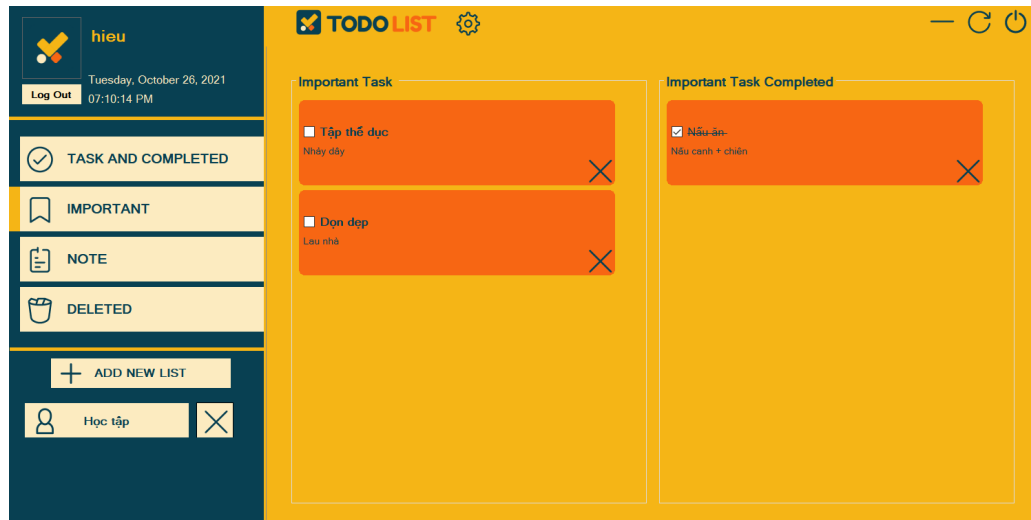 hieu
Tuesday, October 26, 2021
07:10:14 PM
Log Out
TASK AND COMPLETED
IMPORTANT
NOTE
DELETED
ADD NEW LIST
Học tập
TODO LIST
Important Task
Tập thể dục
Nhảy dây
Dọn dẹp
Lau nhà
Important Task Completed
Nấu ăn
Nấu canh + chiên